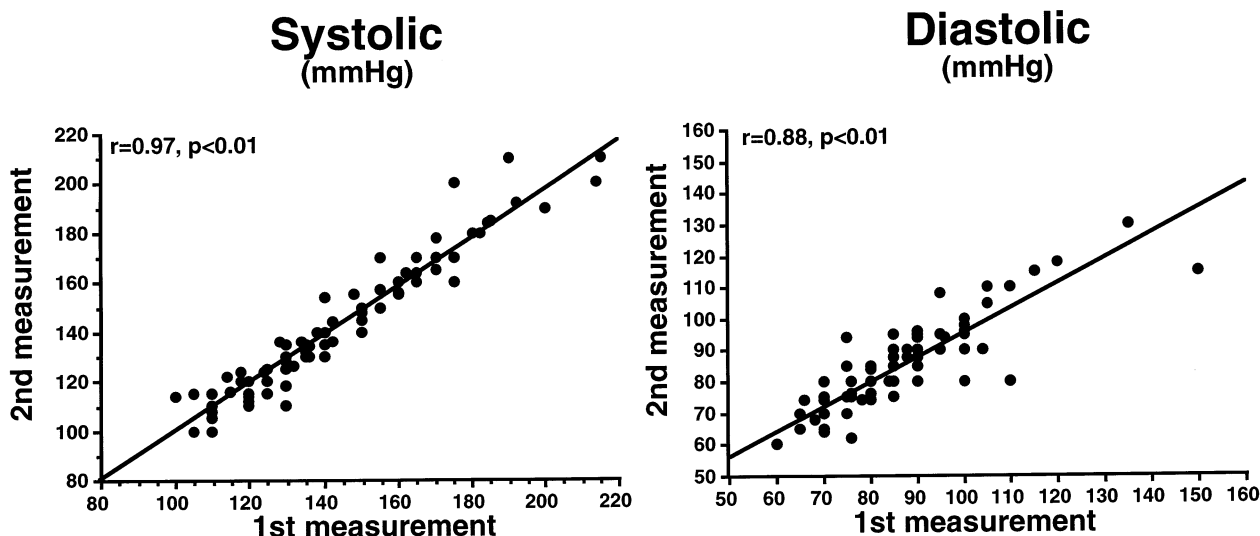 Systolic
(mmHg)
r=0.97, p<0.01
2nd measurement
220
200
180
160
140
120
100
80
80 100 120 140 160 180 200 220
1st measurement
Diastolic
(mmHg)
r=0.88, p<0.01
2nd measurement
160
150
140
130
120
110
100
90
80
70
60
50
50 60 70 80 90 100 110 120 130 140 150 160
1st measurement